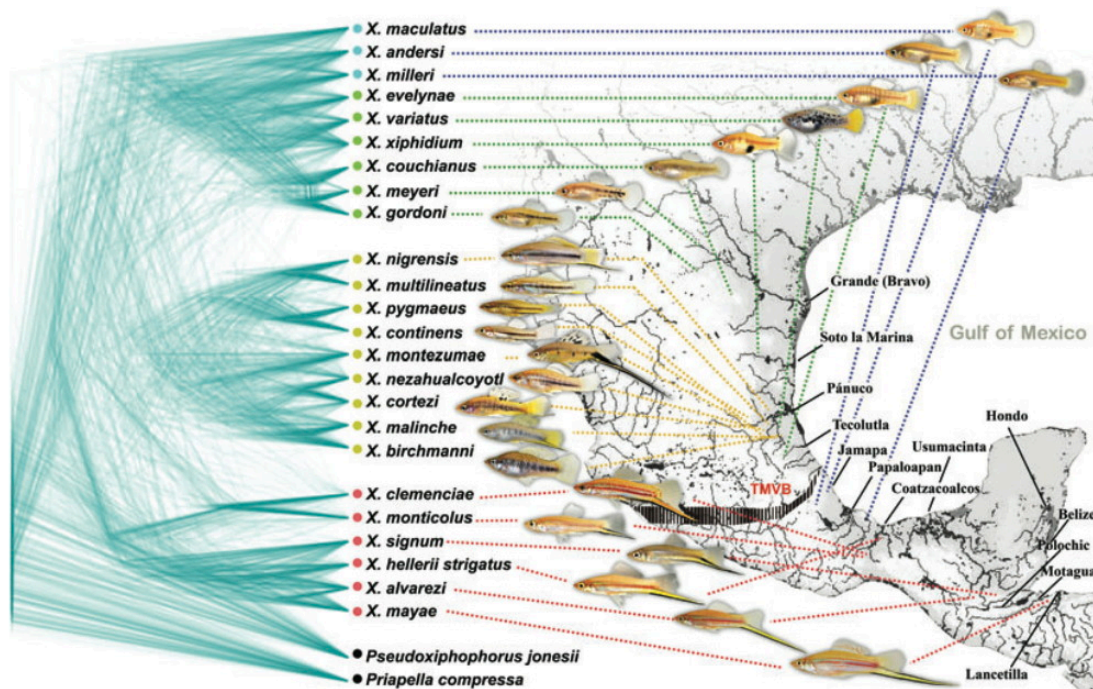 X. maculatus
X. andersi
X. milleri
X. evelynae
X. variatus
X. xiphidium
X. couchianus
X. meyeri
X. gordoni
X. nigrensis
X. multilineatus
X. pygmaeus
X. continens
X. montezumae
X. nezahualcoyotl
X. cortezi
X. malinche
X. birchmanni
X. clemenciae
X. monticolus
X. signum
X. hellerii strigatus
X. alvarezi
X. mayae
Pseudoxiphophorus jonesii
Priapella compressa
Grande (Bravo)
Gulf of Mexico
Soto la Marina
Pánuco
Tecolutla
Hondo
Jamapa
Usumacinta
Papaloapan
Coatzacoalcos
TMVB
Belize
Polochic
Motagua
Lancetilla